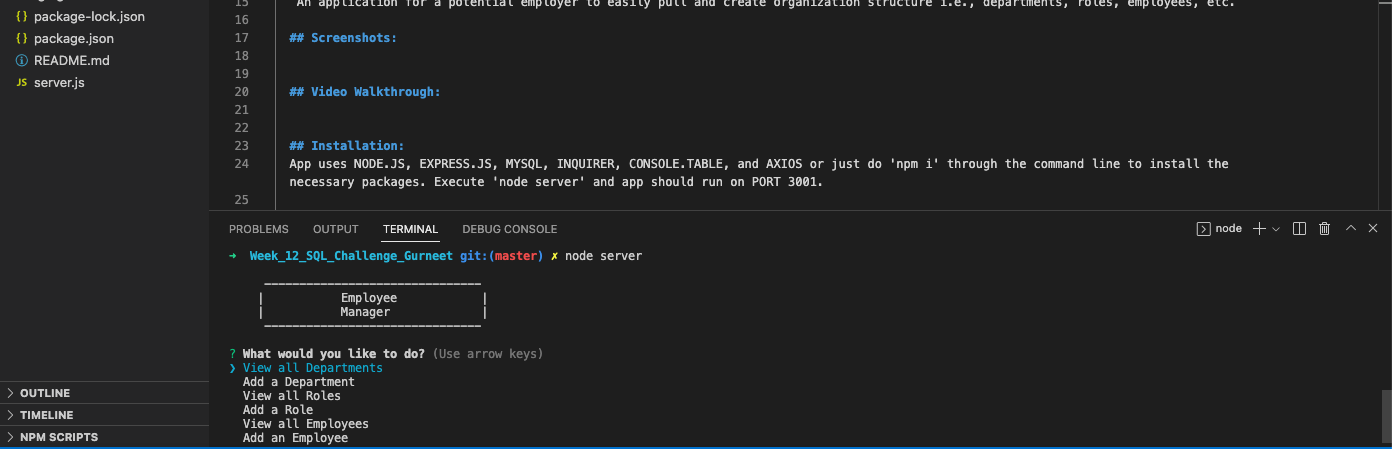 {} package-lock.json
{} package.json
README.md
JS server.js
OUTLINE
TIMELINE
NPM SCRIPTS
15 An application for a potential employer to easily pull and create organization structure i.e., departments, roles, employees, etc.
16
17 ## Screenshots:
18
19
20 ## Video Walkthrough:
21
22
23 ## Installation:
24 App uses NODE.JS, EXPRESS.JS, MYSQL, INQUIRER, CONSOLE.TABLE, and AXIOS or just do 'npm i' through the command line to install the
necessary packages. Execute 'node server' and app should run on PORT 3001.
25
PROBLEMS OUTPUT TERMINAL DEBUG CONSOLE node
→ Week_12_SQL_Challenge_Gurneet git:(master) ✗ node server
-------------------------------
| Employee |
| Manager |
-------------------------------
? What would you like to do? (Use arrow keys)
❯ View all Departments
Add a Department
View all Roles
Add a Role
View all Employees
Add an Employee